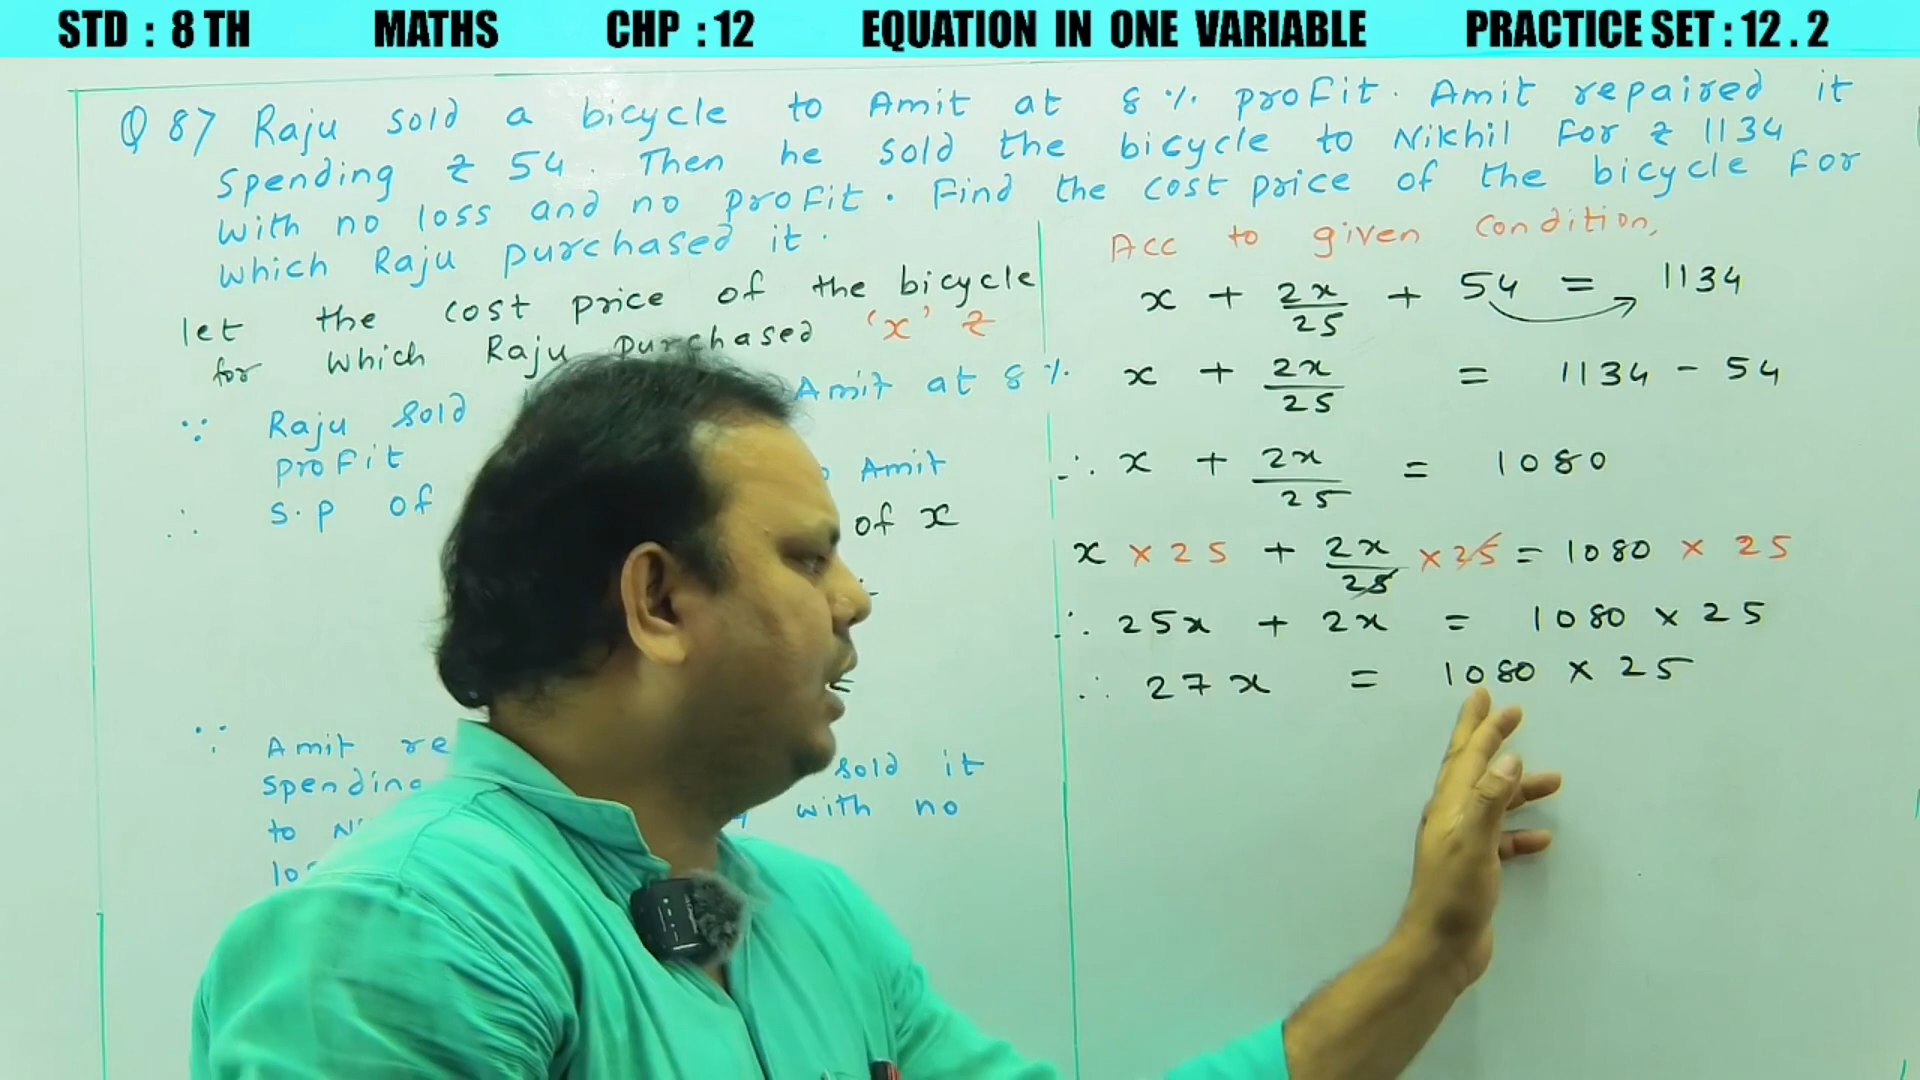 STD : 8 TH MATHS CHP : 12 EQUATION IN ONE VARIABLE PRACTICE SET : 12 . 2
Q 8) Raju sold a bicycle to Amit at 8 % profit. Amit repaired it
spending ₹ 54. Then he sold the bicycle to Nikhil for ₹ 1134
with no loss and no profit. Find the cost price of the bicycle for
which Raju purchased it.
let the cost price of the bicycle
for which Raju purchased 'x' ₹
∵ Raju sold Amit at 8 %
profit
∴ S.P of Amit
of x
∵ Amit sold it
spending with no
to
Acc to given condition,
x + 2x/25 + 54 = 1134
x + 2x/25 = 1134 - 54
∴ x + 2x/25 = 1080
x × 25 + 2x/25 × 25 = 1080 × 25
∴ 25x + 2x = 1080 × 25
∴ 27x = 1080 × 25